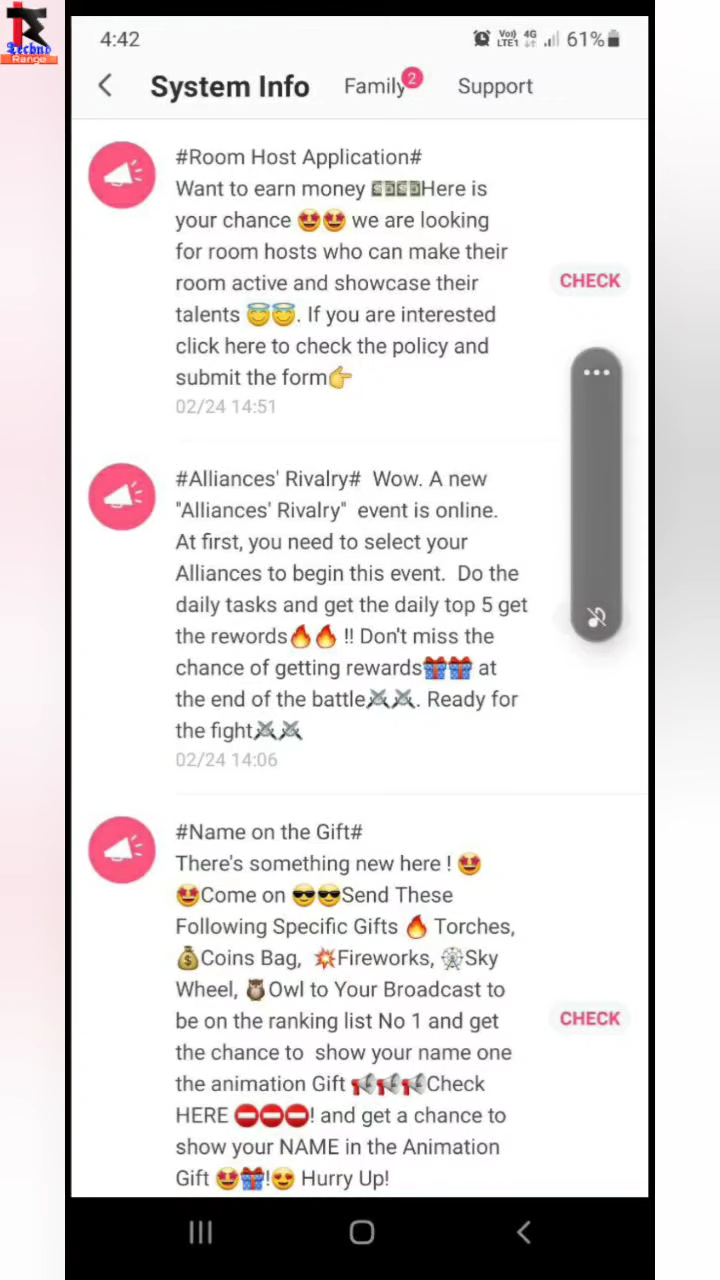 Techno
Range
4:42
Vo)) 4G
LTE1
61%
System Info Family 2 Support
#Room Host Application#
Want to earn money 💵💵Here is
your chance 🤩🤩 we are looking
for room hosts who can make their
room active and showcase their
talents 😇😇. If you are interested
click here to check the policy and
submit the form👉
02/24 14:51
CHECK
#Alliances' Rivalry#  Wow. A new
"Alliances' Rivalry"  event is online.
At first, you need to select your
Alliances to begin this event.  Do the
daily tasks and get the daily top 5 get
the rewords🔥🔥 !! Don't miss the
chance of getting rewards🎁🎁 at
the end of the battle⚔⚔. Ready for
the fight⚔⚔
02/24 14:06
#Name on the Gift#
There's something new here ! 🤩
🤩Come on 😎😎Send These
Following Specific Gifts 🔥 Torches,
💰Coins Bag,  💥Fireworks, 🎡Sky
Wheel, 🦉Owl to Your Broadcast to
be on the ranking list No 1 and get
the chance to  show your name one
the animation Gift 📢📢📢Check
HERE ⛔⛔⛔! and get a chance to
show your NAME in the Animation
Gift 🤩🎁!😍 Hurry Up!
CHECK